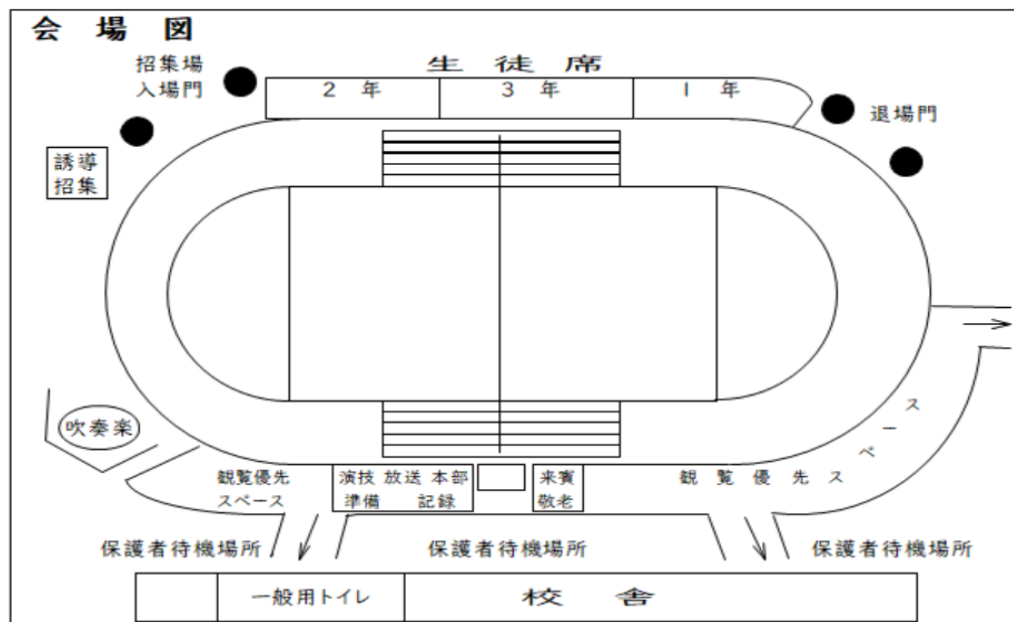 会場図
招集場
入場門
生徒席
2年
3年
1年
退場門
誘導
招集
吹奏楽
観覧優先
スペース
演技 放送 本部
準備 記録
来賓
敬老
観覧優先スペース
保護者待機場所
保護者待機場所
保護者待機場所
一般用トイレ
校舎